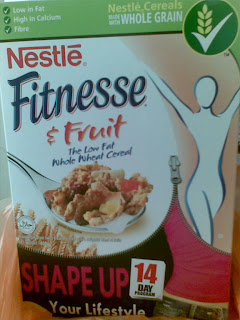 Low in Fat
High in Calcium
Fibre
Nestlé Cereals
MADE WITH WHOLE GRAIN
Nestlé
Fitnesse
& Fruit
The Low Fat
Whole Wheat Cereal
SHAPE UP
14
DAY
PROGRAM
Your Lifestyle